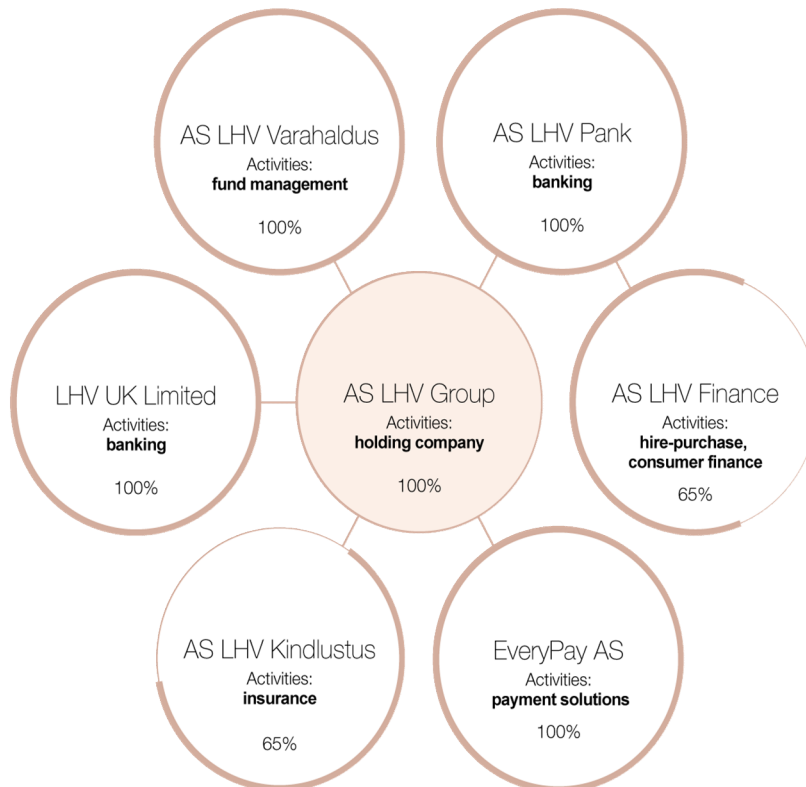 AS LHV Varahaldus
Activities:
fund management
100%
AS LHV Pank
Activities:
banking
100%
LHV UK Limited
Activities:
banking
100%
AS LHV Group
Activities:
holding company
100%
AS LHV Finance
Activities:
hire-purchase,
consumer finance
65%
AS LHV Kindlustus
Activities:
insurance
65%
EveryPay AS
Activities:
payment solutions
100%